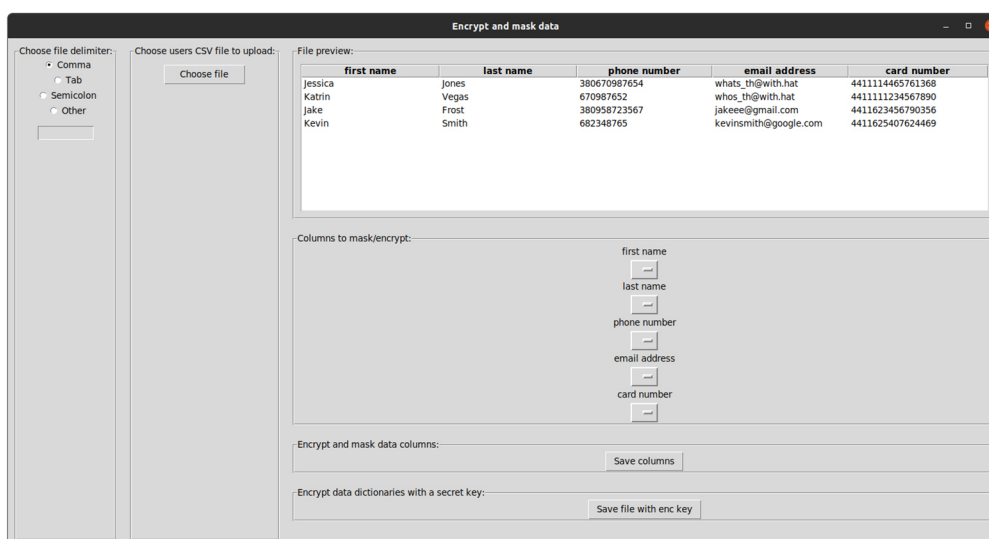 Encrypt and mask data
Choose file delimiter:
Comma
Tab
Semicolon
Other
Choose users CSV file to upload:
Choose file
File preview:
first name last name phone number email address card number
Jessica Jones 380670987654 whats_th@with.hat 4411114465761368
Katrin Vegas 670987652 whos_th@with.hat 4411111234567890
Jake Frost 380958723567 jakeee@gmail.com 4411623456790356
Kevin Smith 682348765 kevinsmith@google.com 4411625407624469
Columns to mask/encrypt:
first name
last name
phone number
email address
card number
Encrypt and mask data columns:
Save columns
Encrypt data dictionaries with a secret key:
Save file with enc key